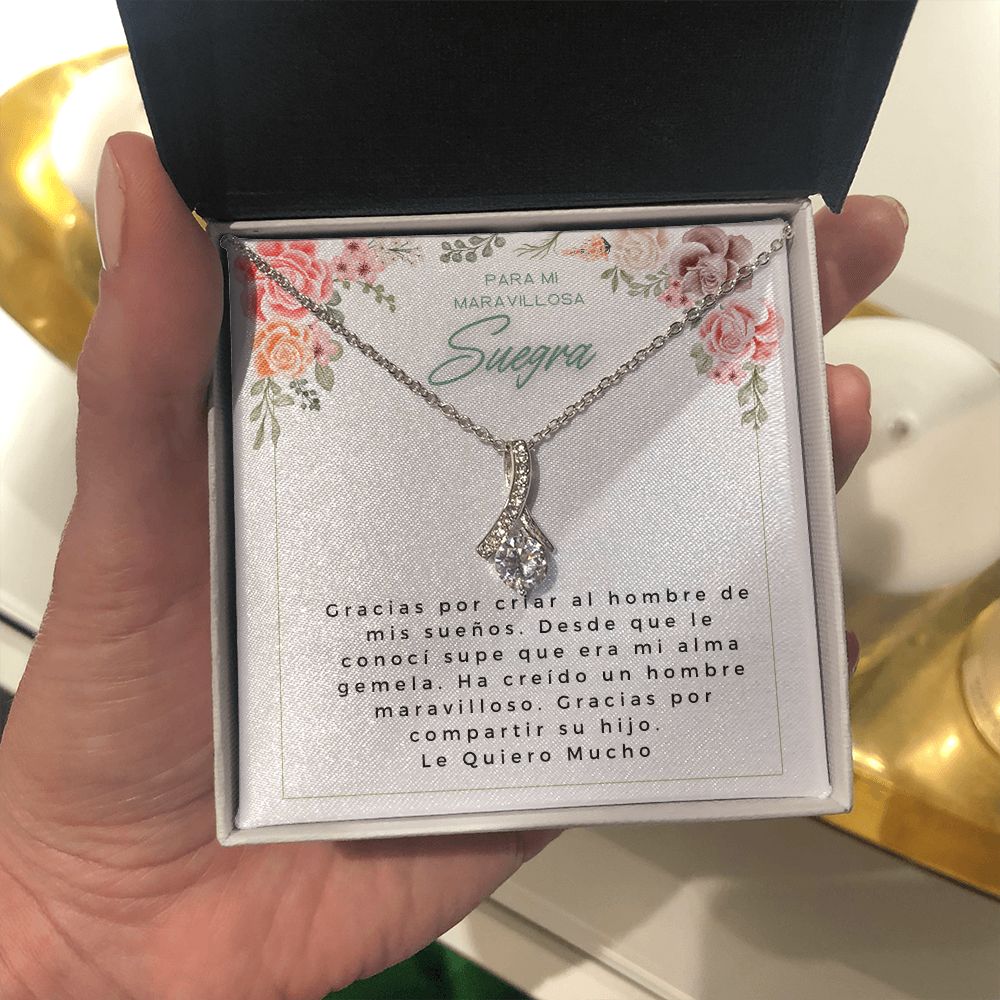 PARA MI
MARAVILLOSA
Suegra
Gracias por criar al hombre de
mis sueños. Desde que le
conocí supe que era mi alma
gemela. Ha creído un hombre
maravilloso. Gracias por
compartir su hijo.
Le Quiero Mucho